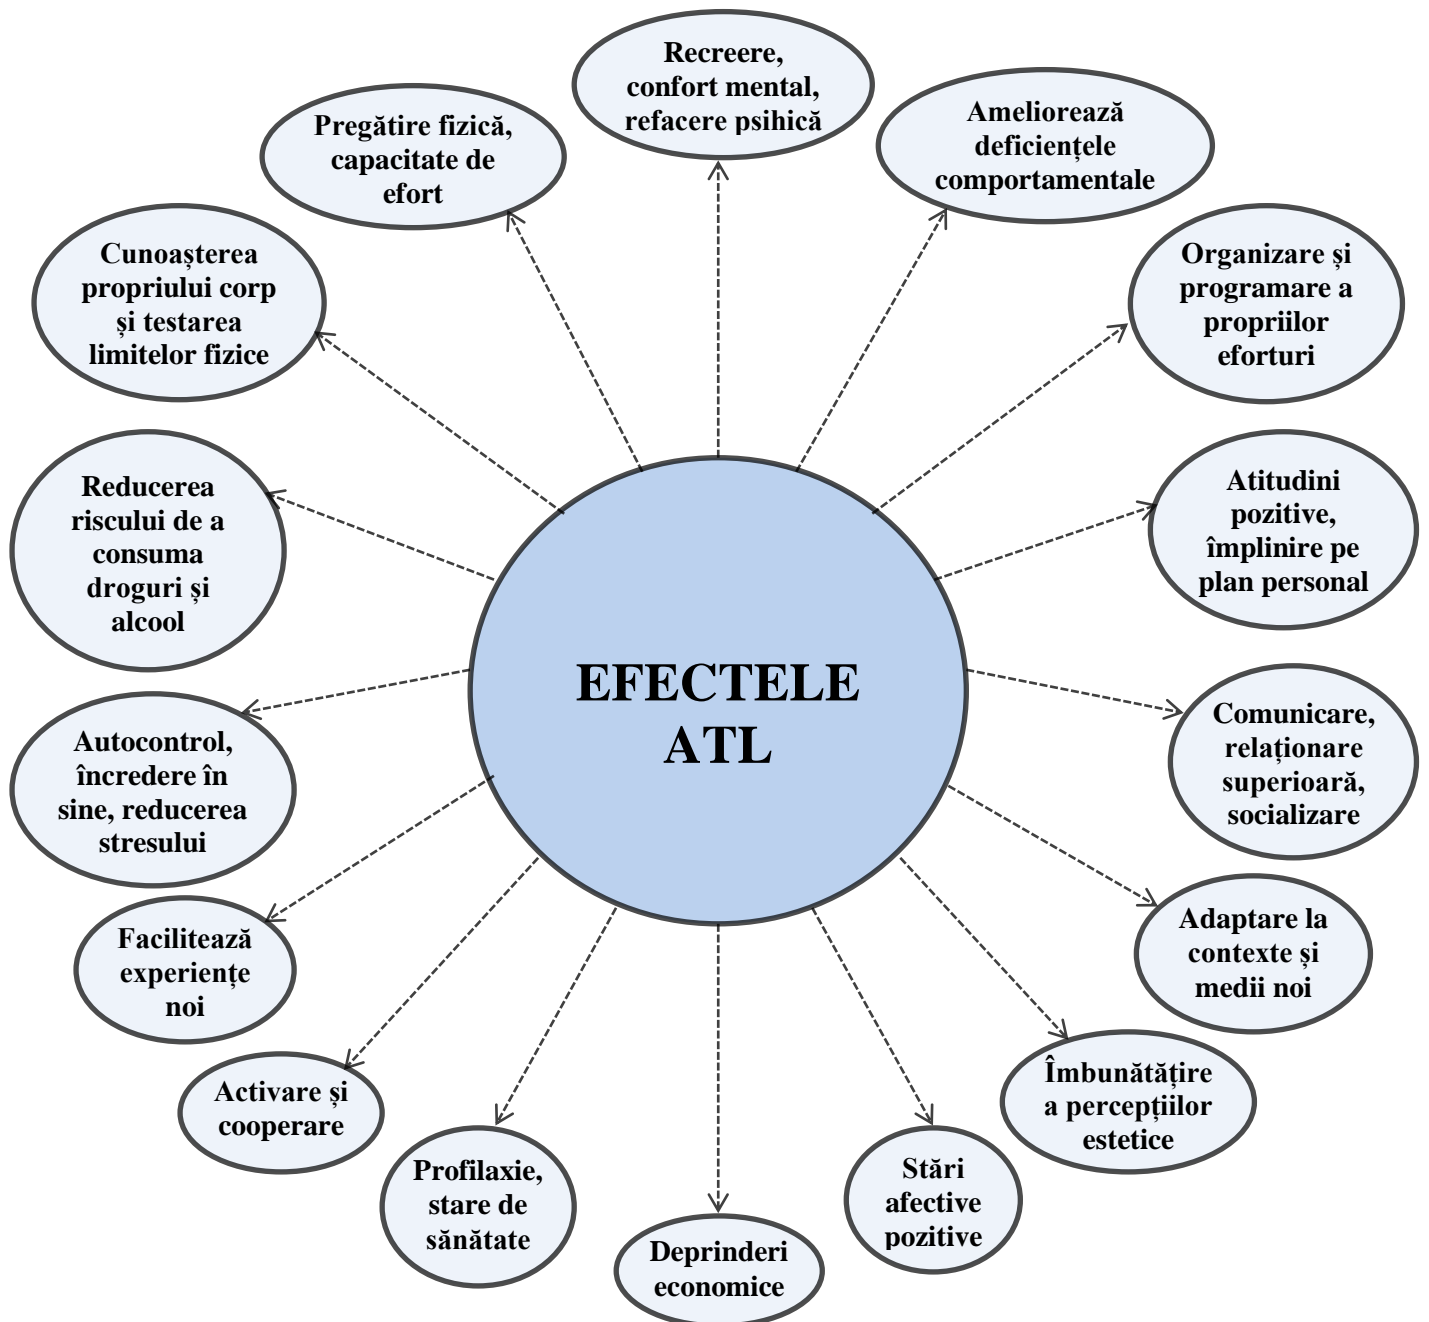 Recreere,
confort mental,
refacere psihică
Ameliorează
deficiențele
comportamentale
Organizare și
programare a
propriilor
eforturi
Atitudini
pozitive,
împlinire pe
plan personal
Comunicare,
relaționare
superioară,
socializare
Adaptare la
contexte și
medii noi
Îmbunătățire
a percepțiilor
estetice
Stări
afective
pozitive
Deprinderi
economice
Profilaxie,
stare de
sănătate
Activare și
cooperare
Facilitează
experiențe
noi
Autocontrol,
încredere în
sine, reducerea
stresului
Reducerea
riscului de a
consuma
droguri și
alcool
Cunoașterea
propriului corp
și testarea
limitelor fizice
Pregătire fizică,
capacitate de
efort
EFECTELE
ATL